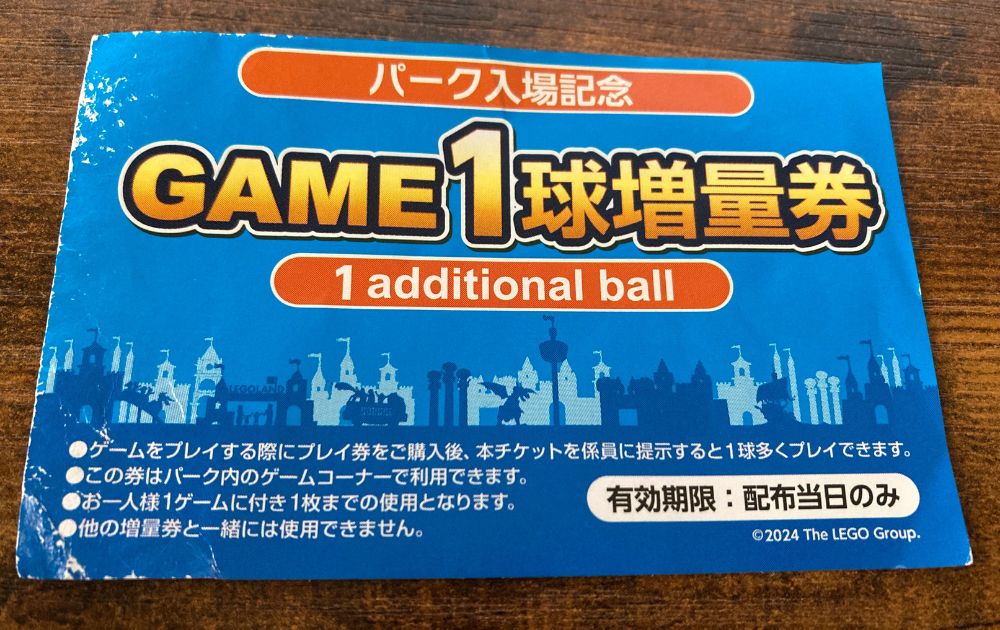 パーク入場記念
GAME1球増量券
1 additional ball
LEGOLAND
●ゲームをプレイする際にプレイ券をご購入後、本チケットを係員に提示すると1球多くプレイできます。
●この券はパーク内のゲームコーナーで利用できます。
●お一人様1ゲームに付き1枚までの使用となります。
●他の増量券と一緒には使用できません。
有効期限：配布当日のみ
©2024 The LEGO Group.